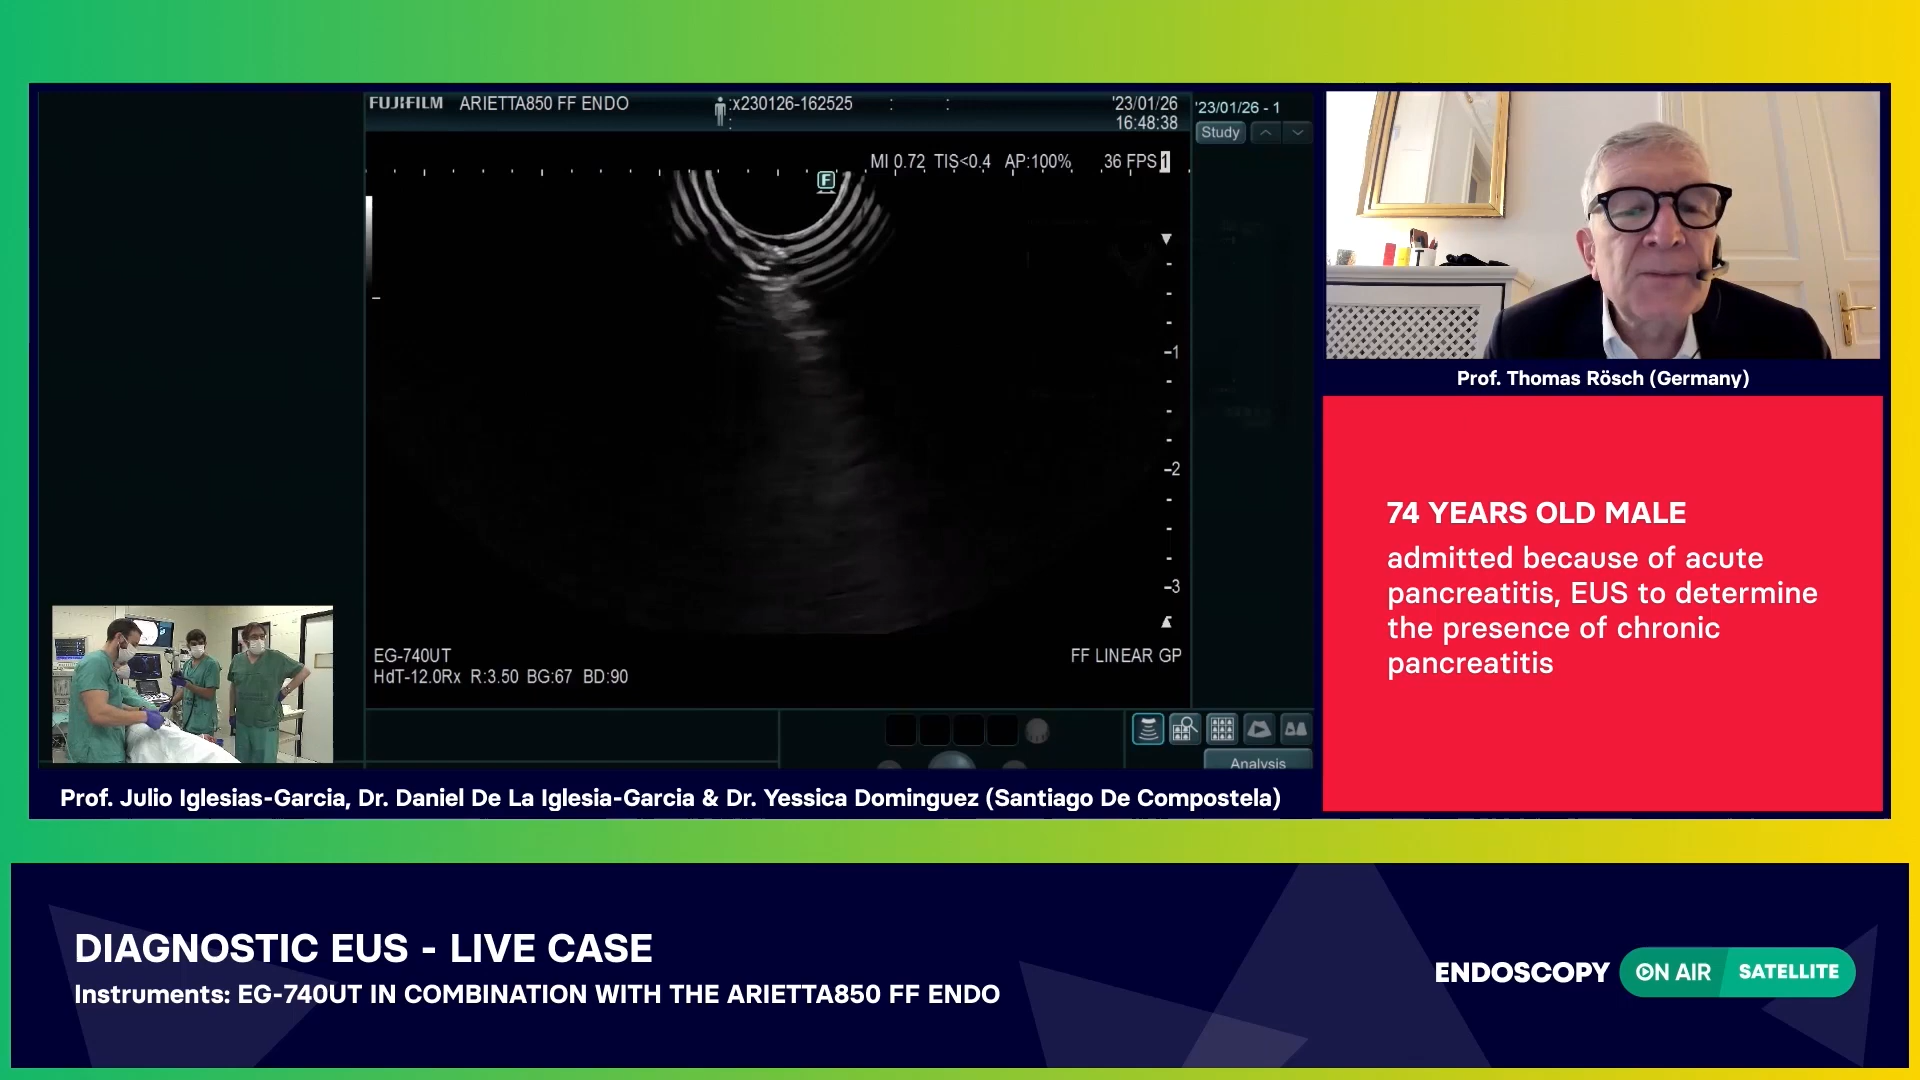 FUJIFILM ARIETTA850 FF ENDO
:x230126-162525 : :
:
'23/01/26
16:48:38
'23/01/26 - 1
Study
MI 0.72 TIS<0.4 AP:100% 36 FPS 1
F
1
2
3
EG-740UT
HdT-12.0Rx R:3.50 BG:67 BD:90
FF LINEAR GP
Analysis
Prof. Thomas Rösch (Germany)
74 YEARS OLD MALE
admitted because of acute
pancreatitis, EUS to determine
the presence of chronic
pancreatitis
Prof. Julio Iglesias-Garcia, Dr. Daniel De La Iglesia-Garcia & Dr. Yessica Dominguez (Santiago De Compostela)
DIAGNOSTIC EUS - LIVE CASE
Instruments: EG-740UT IN COMBINATION WITH THE ARIETTA850 FF ENDO
ENDOSCOPY ON AIR SATELLITE